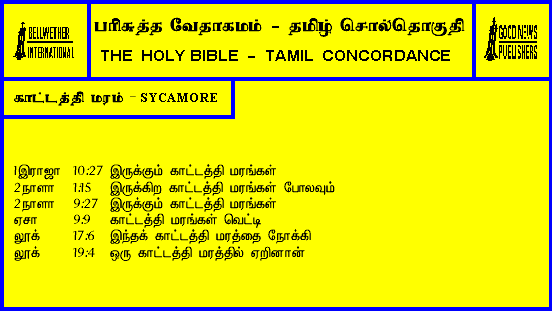 BELLWETHER
INTERNATIONAL
பரிசுத்த வேதாகமம் - தமிழ் சொல்தொகுதி
THE HOLY BIBLE - TAMIL CONCORDANCE
GOOD NEWS
PUBLISHERS
காட்டத்தி மரம் - SYCAMORE
1இராஜா 10:27 இருக்கும் காட்டத்தி மரங்கள்
2நாளா 1:15 இருக்கிற காட்டத்தி மரங்கள் போலவும்
2நாளா 9:27 இருக்கும் காட்டத்தி மரங்கள்
ஏசா 9:9 காட்டத்தி மரங்கள் வெட்டி
லூக் 17:6 இந்தக் காட்டத்தி மரத்தை நோக்கி
லூக் 19:4 ஒரு காட்டத்தி மரத்தில் ஏறினான்